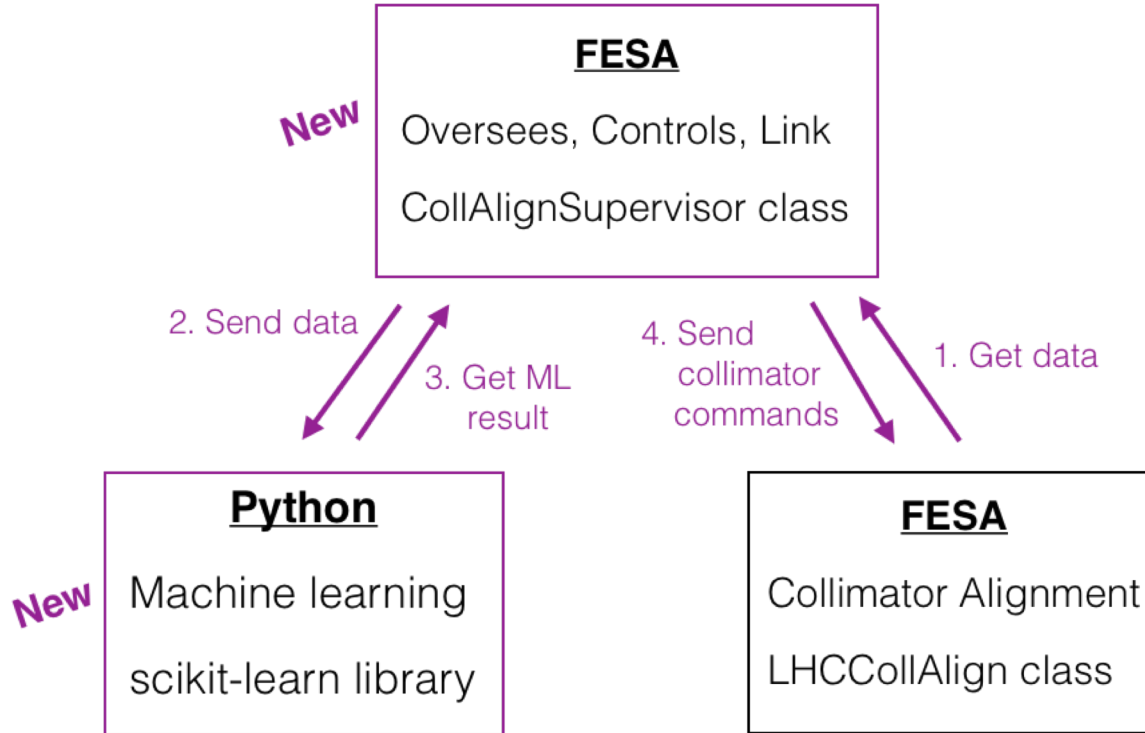 FESA
New
Oversees, Controls, Link
CollAlignSupervisor class
2. Send data
3. Get ML
result
4. Send
collimator
commands
1. Get data
Python
New
Machine learning
scikit-learn library
FESA
Collimator Alignment
LHCCollAlign class